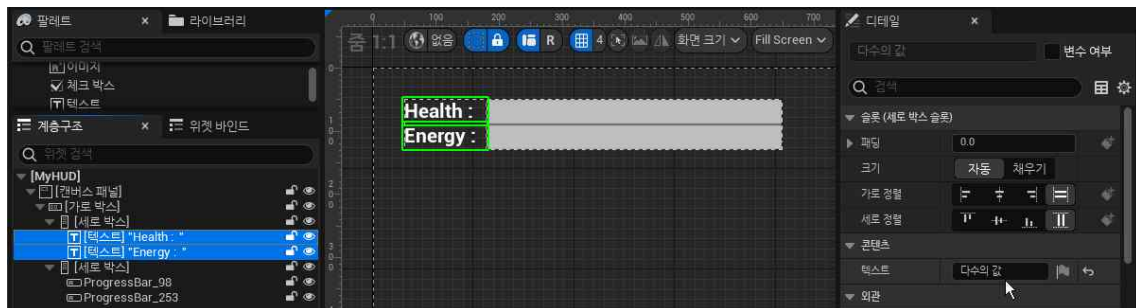 팔레트
라이브러리
팔레트 검색
이미지
체크 박스
텍스트
계층구조
위젯 바인드
위젯 검색
[MyHUD]
[캔버스 패널]
[가로 박스]
[세로 박스]
[텍스트] "Health : "
[텍스트] "Energy : "
[세로 박스]
ProgressBar_98
ProgressBar_253
0 100 200 300 400 500 600 700
줌 1:1 없음 R 4 화면 크기 Fill Screen
Health :
Energy :
디테일
다수의 값 변수 여부
검색
슬롯 (세로 박스 슬롯)
패딩 0.0
크기 자동 채우기
가로 정렬
세로 정렬
콘텐츠
텍스트 다수의 값
외관